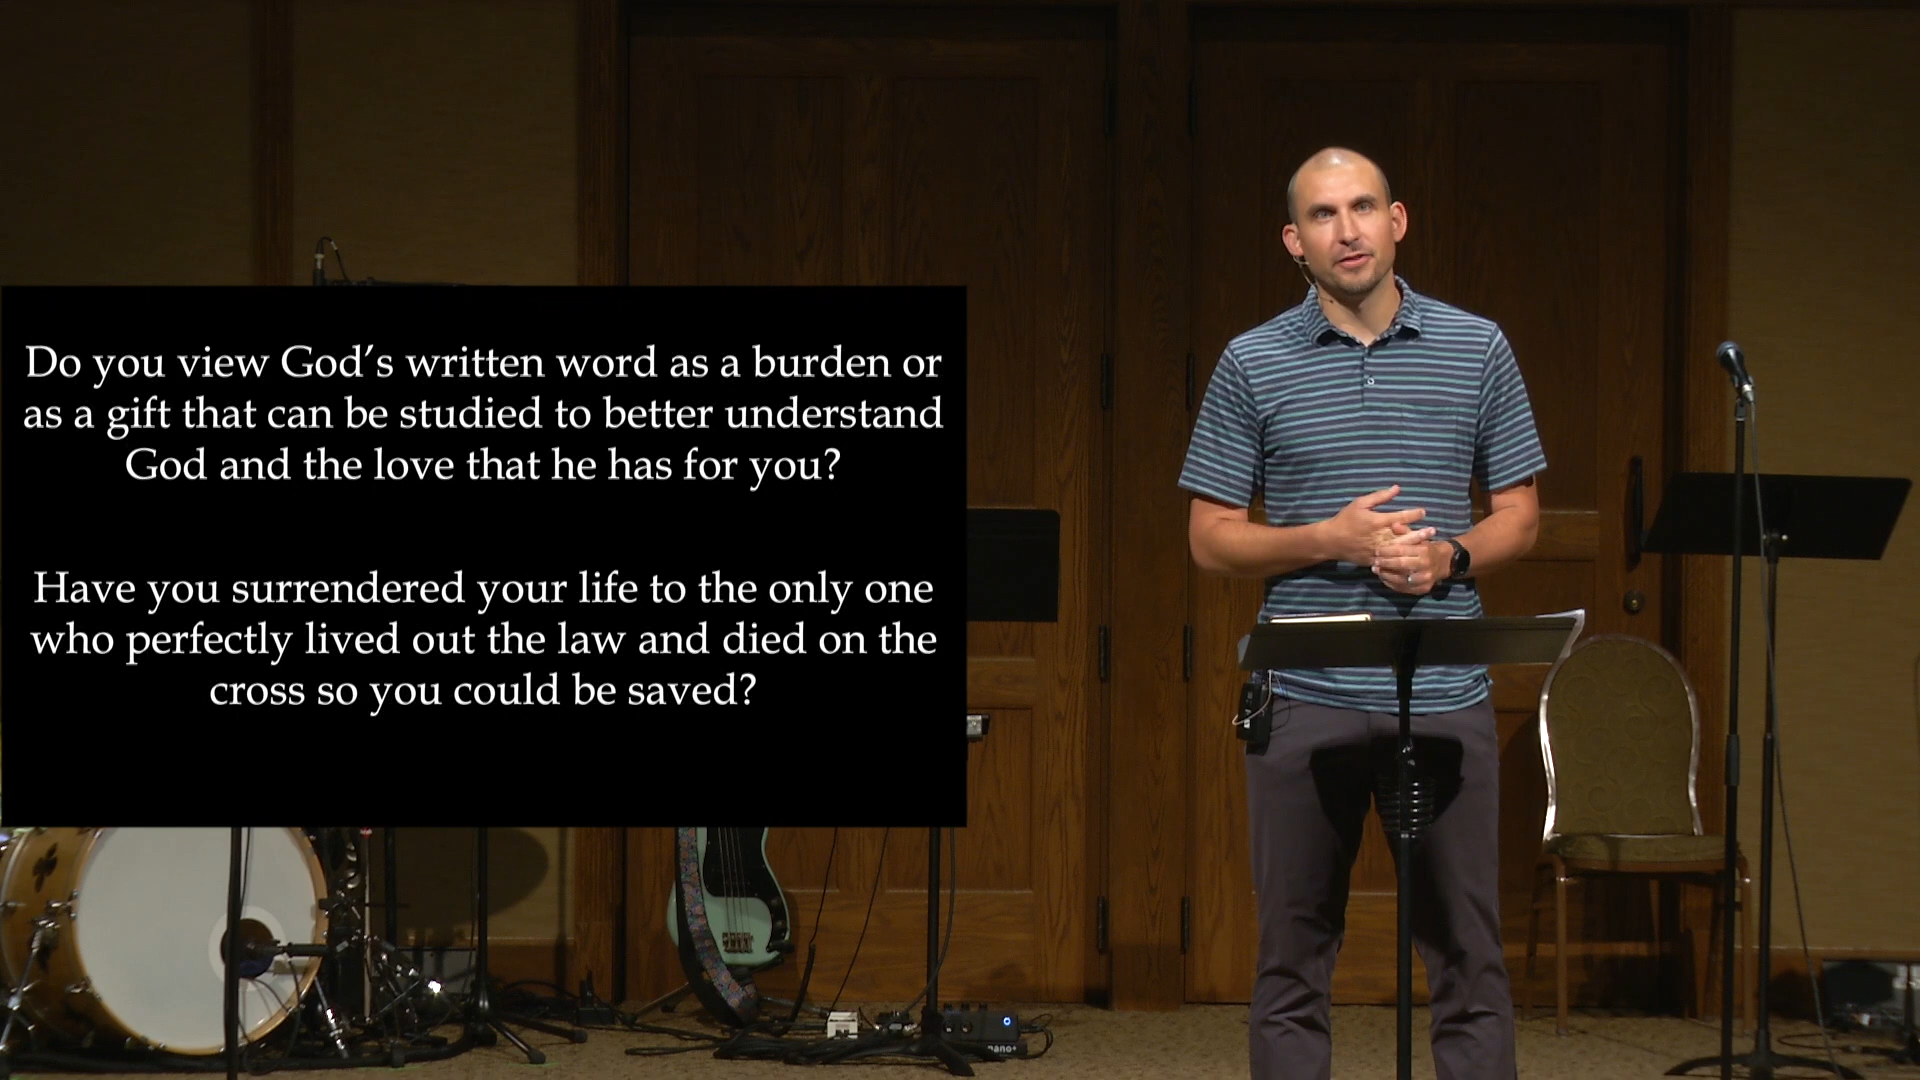 Do you view God's written word as a burden or
as a gift that can be studied to better understand
God and the love that he has for you?
Have you surrendered your life to the only one
who perfectly lived out the law and died on the
cross so you could be saved?
nano+